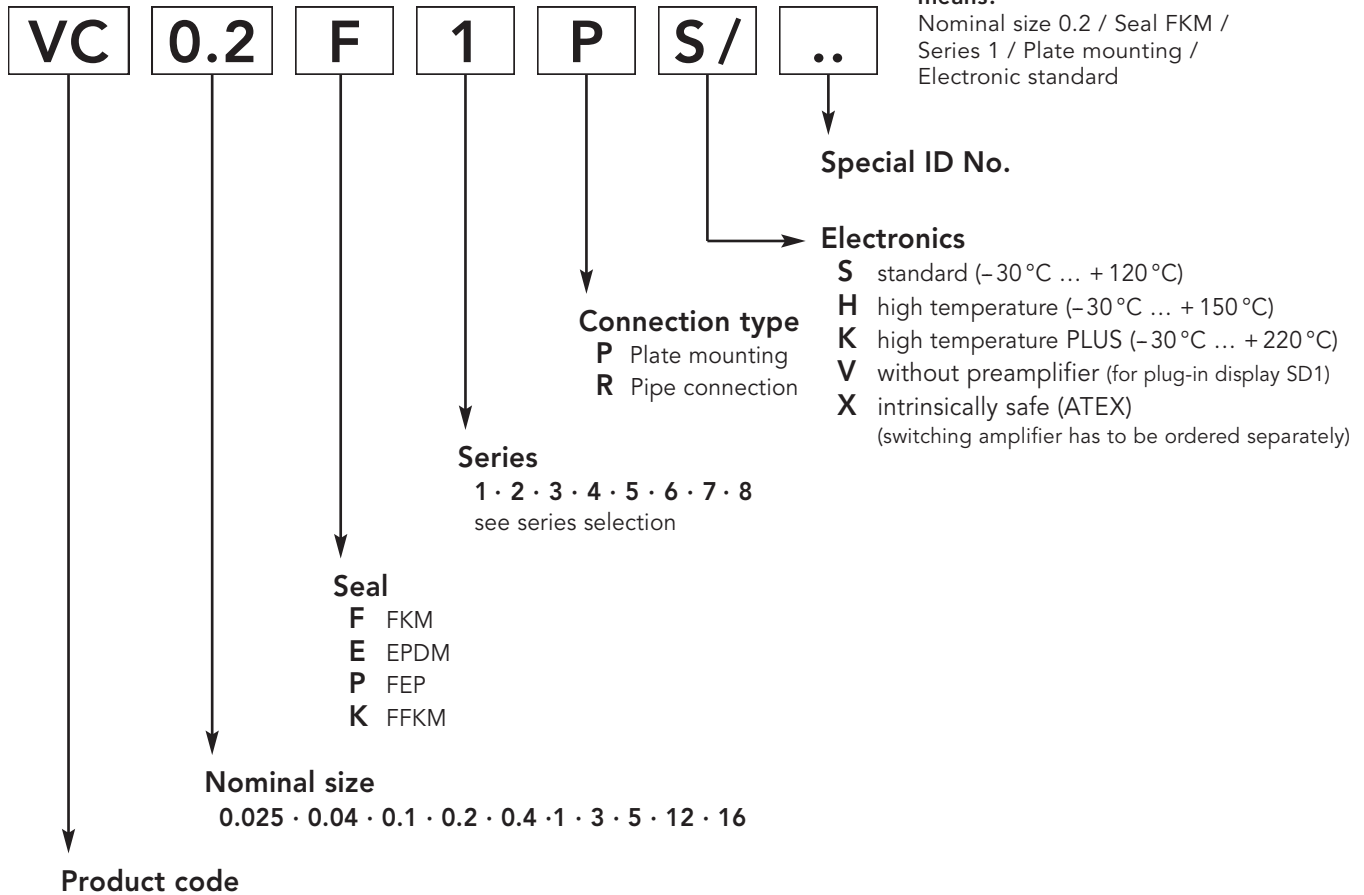 means:
Nominal size 0.2 / Seal FKM /
Series 1 / Plate mounting /
Electronic standard
VC 0.2 F 1 P S/ ..
Special ID No.
Electronics
S standard (–30 °C … +120 °C)
H high temperature (–30 °C … +150 °C)
K high temperature PLUS (–30 °C … +220 °C)
V without preamplifier (for plug-in display SD1)
X intrinsically safe (ATEX)
(switching amplifier has to be ordered separately)
Connection type
P Plate mounting
R Pipe connection
Series
1 · 2 · 3 · 4 · 5 · 6 · 7 · 8
see series selection
Seal
F FKM
E EPDM
P FEP
K FFKM
Nominal size
0.025 · 0.04 · 0.1 · 0.2 · 0.4 ·1 · 3 · 5 · 12 · 16
Product code